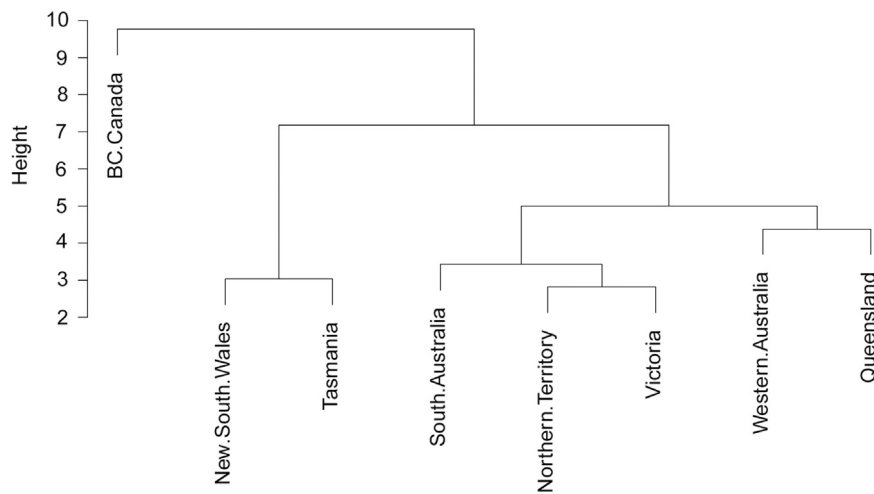 10
9
8
7
6
5
4
3
2
Height
BC.Canada
New.South.Wales
Tasmania
South.Australia
Northern.Territory
Victoria
Western.Australia
Queensland